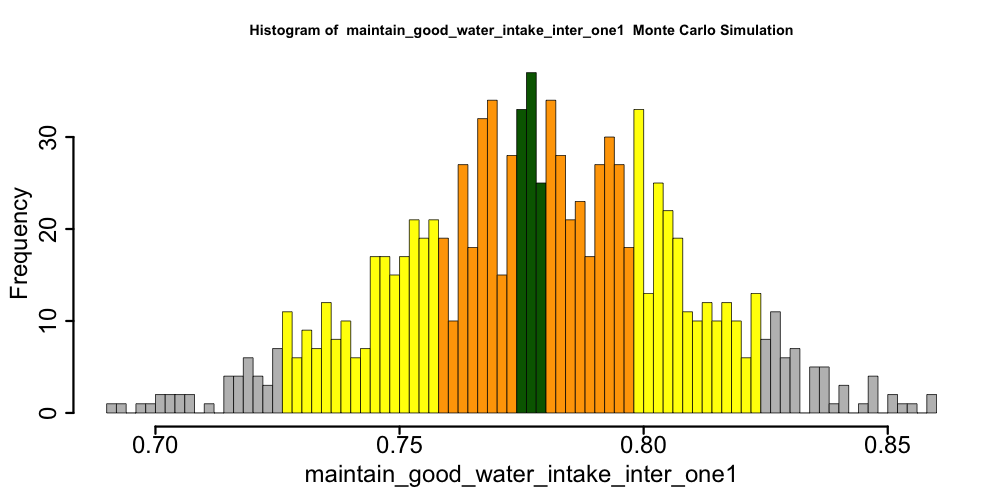 Histogram of maintain_good_water_intake_inter_one1 Monte Carlo Simulation
Frequency
30
20
10
0
0.70 0.75 0.80 0.85
maintain_good_water_intake_inter_one1